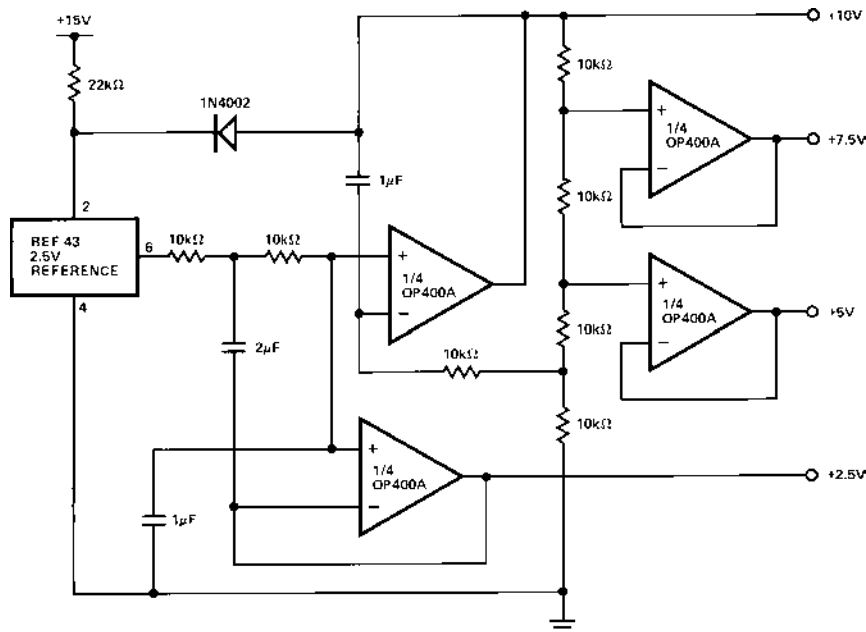 +15V
22kΩ
1N4002
1μF
2
REF 43
2.5V
REFERENCE
6
4
10kΩ
10kΩ
+
1/4
OP400A
−
2μF
10kΩ
1μF
+
1/4
OP400A
−
10kΩ
10kΩ
10kΩ
10kΩ
+
1/4
OP400A
−
+
1/4
OP400A
−
+10V
+7.5V
+5V
+2.5V